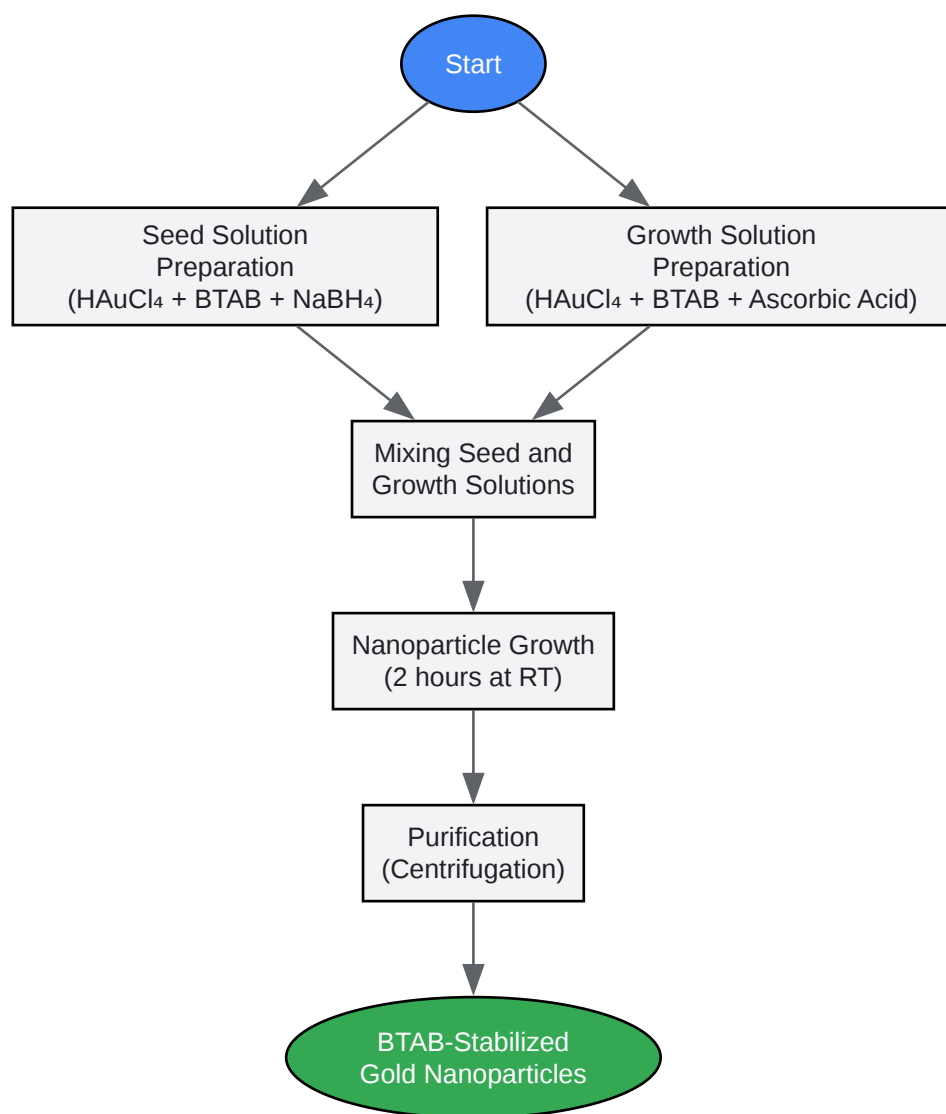 Start
Seed Solution
Preparation
(HAuCl₄ + BTAB + NaBH₄)
Growth Solution
Preparation
(HAuCl₄ + BTAB + Ascorbic Acid)
Mixing Seed and
Growth Solutions
Nanoparticle Growth
(2 hours at RT)
Purification
(Centrifugation)
BTAB-Stabilized
Gold Nanoparticles